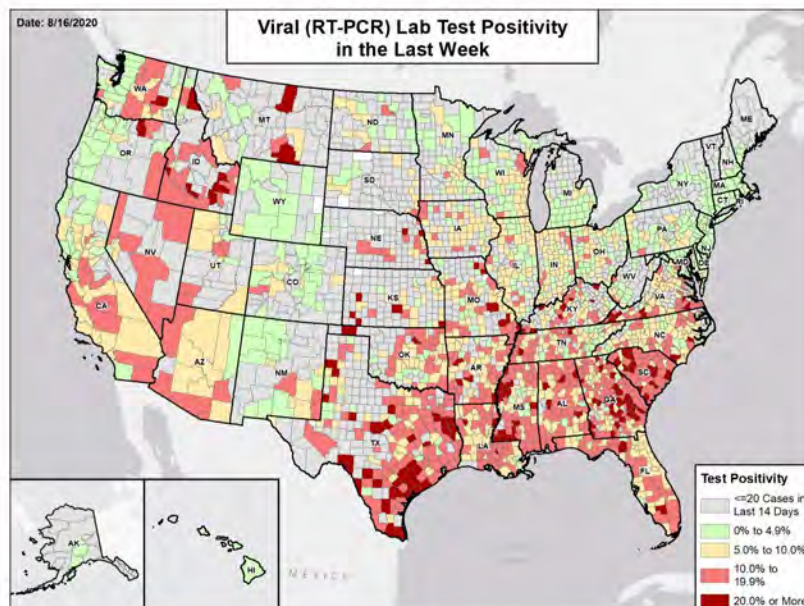 Date: 8/16/2020
Viral (RT-PCR) Lab Test Positivity
in the Last Week
WA
MT
ND
MN
ME
OR
ID
SD
WI
VT
NH
NY
MA
CT
RI
WY
MI
IA
NE
PA
NJ
NV
UT
CO
IL
IN
OH
MD
DE
WV
VA
CA
KS
MO
KY
NC
TN
AZ
NM
OK
AR
SC
MS
AL
GA
TX
LA
FL
AK
HI
MEXICO
Test Positivity
<=20 Cases in
Last 14 Days
0% to 4.9%
5.0% to 10.0%
10.0% to
19.9%
20.0% or More